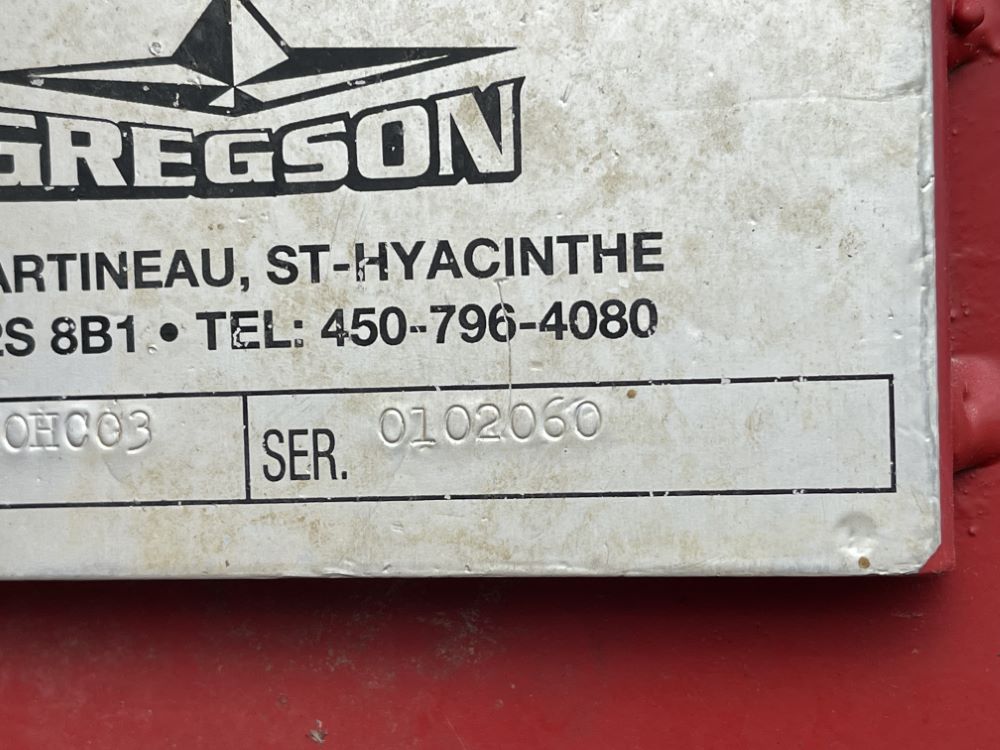 GREGSON
ARTINEAU, ST-HYACINTHE
2S 8B1 • TEL: 450-796-4080
0HC03 SER. 0102060